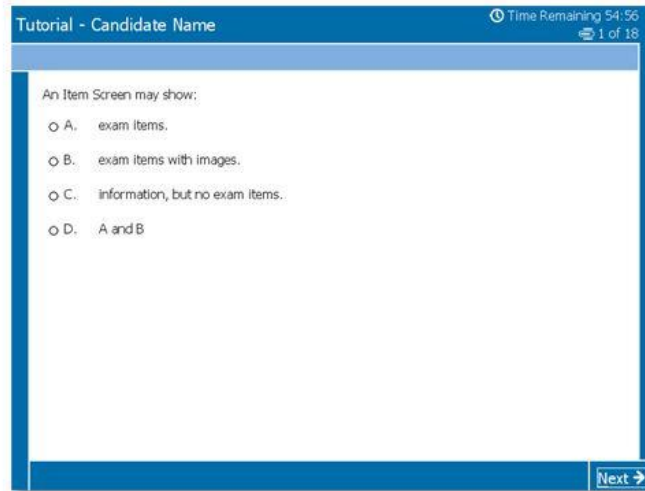 Tutorial - Candidate Name
Time Remaining 54:56
1 of 18
An Item Screen may show:
A. exam items.
B. exam items with images.
C. information, but no exam items.
D. A and B
Next